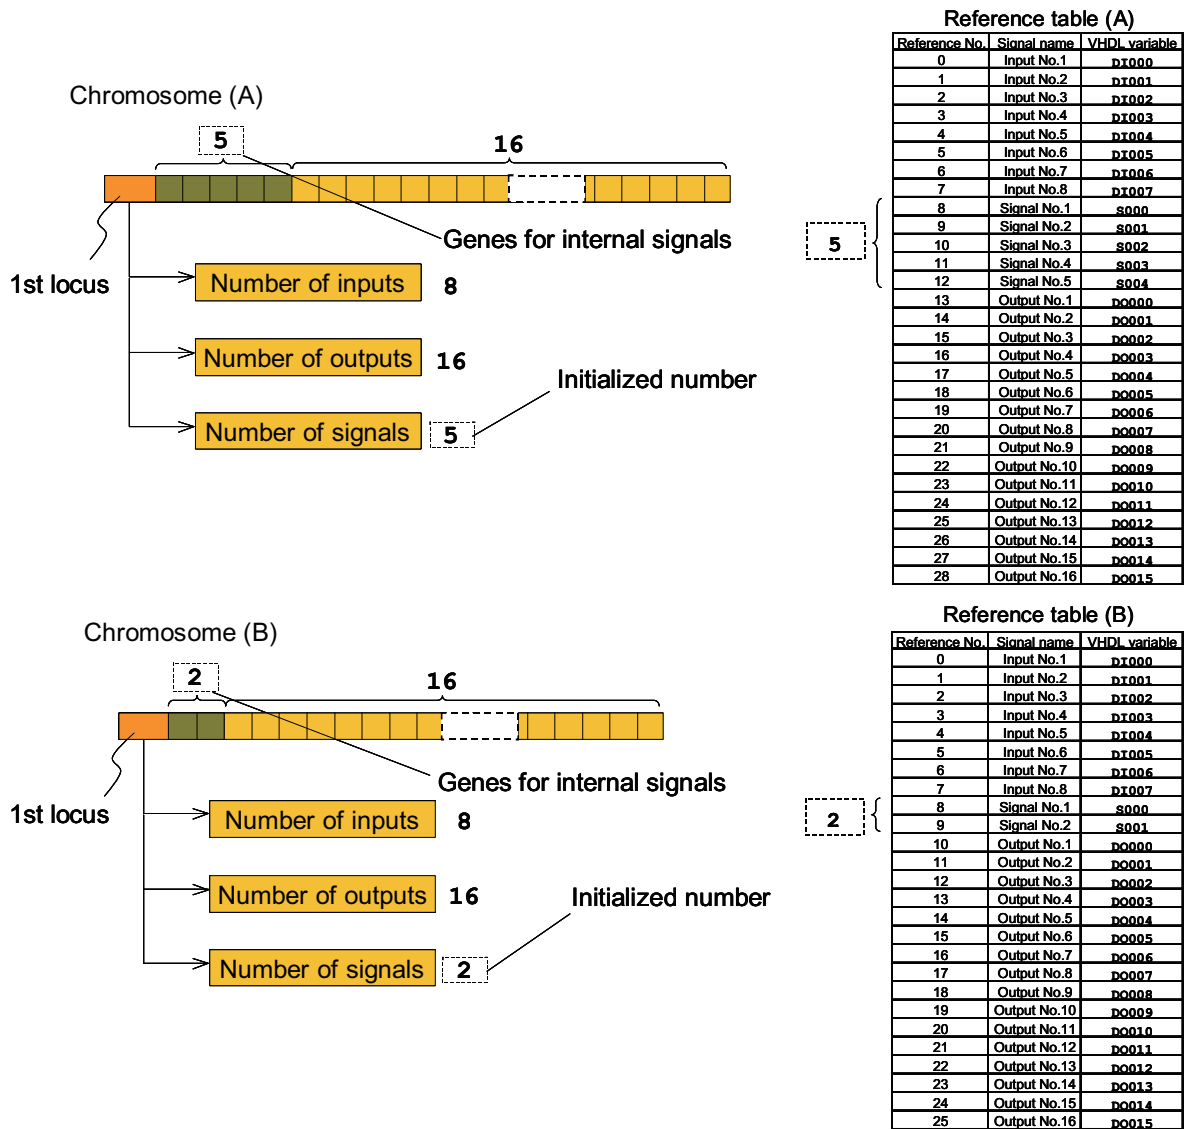 Chromosome (A)
5
16
Genes for internal signals
1st locus
Number of inputs 8
Number of outputs 16
Initialized number
Number of signals 5
Reference table (A)
Reference No. Signal name VHDL variable
0 Input No.1 DI000
1 Input No.2 DI001
2 Input No.3 DI002
3 Input No.4 DI003
4 Input No.5 DI004
5 Input No.6 DI005
6 Input No.7 DI006
7 Input No.8 DI007
5
8 Signal No.1 S000
9 Signal No.2 S001
10 Signal No.3 S002
11 Signal No.4 S003
12 Signal No.5 S004
13 Output No.1 DO000
14 Output No.2 DO001
15 Output No.3 DO002
16 Output No.4 DO003
17 Output No.5 DO004
18 Output No.6 DO005
19 Output No.7 DO006
20 Output No.8 DO007
21 Output No.9 DO008
22 Output No.10 DO009
23 Output No.11 DO010
24 Output No.12 DO011
25 Output No.13 DO012
26 Output No.14 DO013
27 Output No.15 DO014
28 Output No.16 DO015
Chromosome (B)
2
16
Genes for internal signals
1st locus
Number of inputs 8
Number of outputs 16
Initialized number
Number of signals 2
Reference table (B)
Reference No. Signal name VHDL variable
0 Input No.1 DI000
1 Input No.2 DI001
2 Input No.3 DI002
3 Input No.4 DI003
4 Input No.5 DI004
5 Input No.6 DI005
6 Input No.7 DI006
7 Input No.8 DI007
2
8 Signal No.1 S000
9 Signal No.2 S001
10 Output No.1 DO000
11 Output No.2 DO001
12 Output No.3 DO002
13 Output No.4 DO003
14 Output No.5 DO004
15 Output No.6 DO005
16 Output No.7 DO006
17 Output No.8 DO007
18 Output No.9 DO008
19 Output No.10 DO009
20 Output No.11 DO010
21 Output No.12 DO011
22 Output No.13 DO012
23 Output No.14 DO013
24 Output No.15 DO014
25 Output No.16 DO015